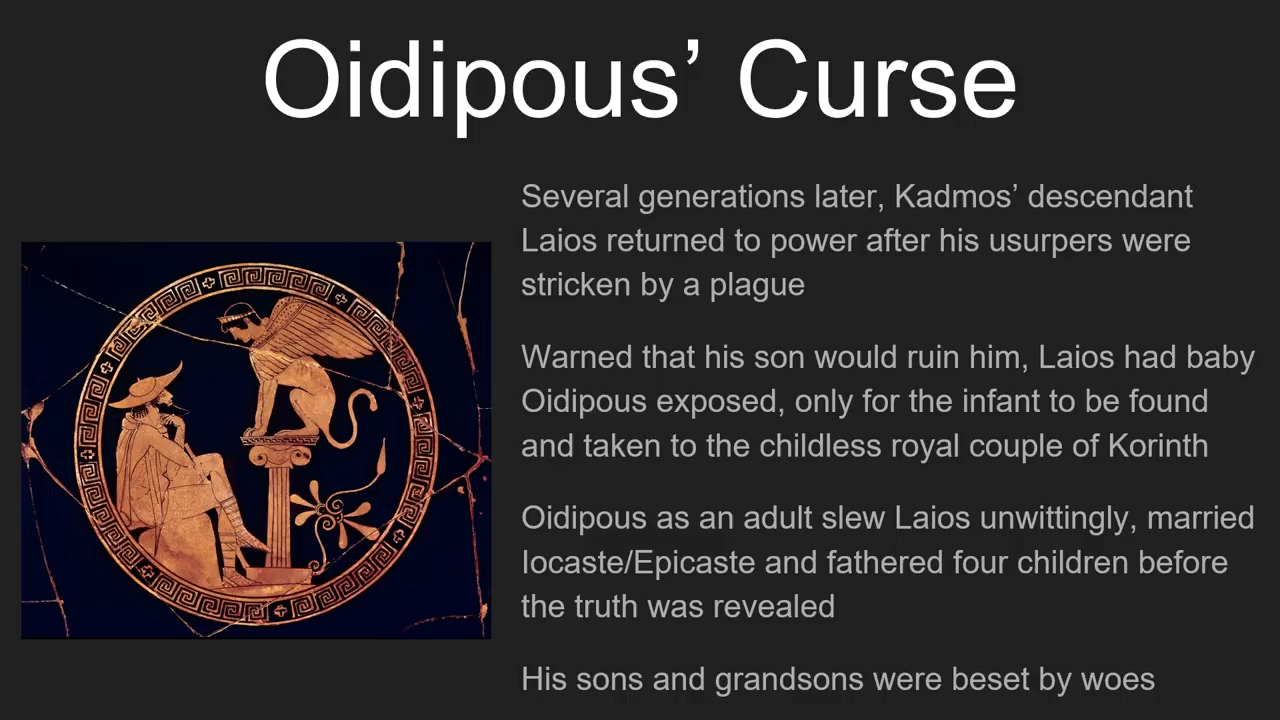 Oidipous’ Curse
Several generations later, Kadmos’ descendant
Laios returned to power after his usurpers were
stricken by a plague
Warned that his son would ruin him, Laios had baby
Oidipous exposed, only for the infant to be found
and taken to the childless royal couple of Korinth
Oidipous as an adult slew Laios unwittingly, married
Iocaste/Epicaste and fathered four children before
the truth was revealed
His sons and grandsons were beset by woes